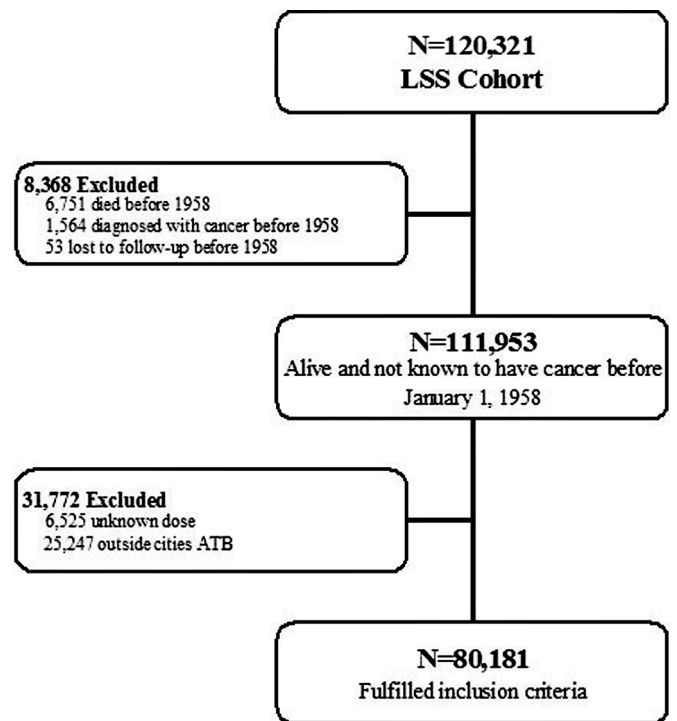 N=120,321
LSS Cohort
8,368 Excluded
6,751 died before 1958
1,564 diagnosed with cancer before 1958
53 lost to follow-up before 1958
N=111,953
Alive and not known to have cancer before
January 1, 1958
31,772 Excluded
6,525 unknown dose
25,247 outside cities ATB
N=80,181
Fulfilled inclusion criteria